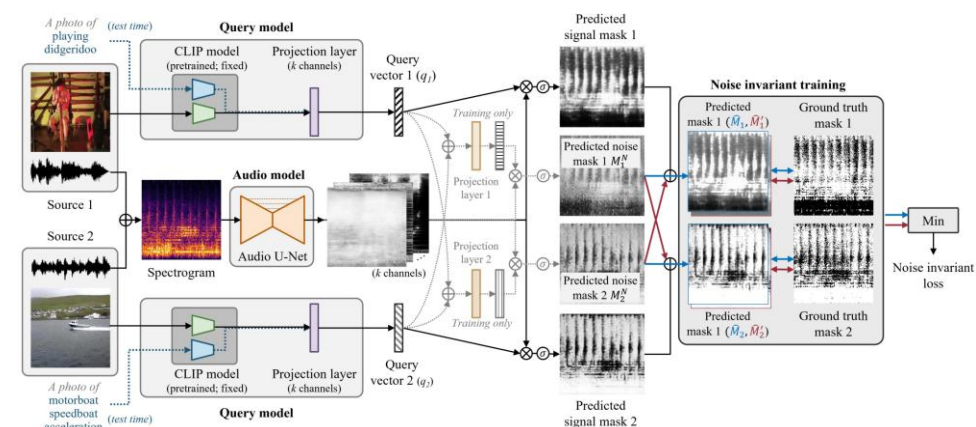 A photo of
playing
didgeridoo
(test time)
Query model
CLIP model
(pretrained; fixed)
Projection layer
(k channels)
Query
vector 1 (q1)
Source 1
Source 2
Spectrogram
Audio model
Audio U-Net
(k channels)
Training only
Projection
layer 1
Projection
layer 2
Training only
Predicted
signal mask 1
σ
Predicted noise
mask 1 M₁ᴺ
σ
Predicted noise
mask 2 M₂ᴺ
σ
σ
Predicted
signal mask 2
Noise invariant training
Predicted
mask 1 (M̂₁, M̂₁′)
Ground truth
mask 1
Predicted
mask 1 (M̂₂, M̂₂′)
Ground truth
mask 2
Min
Noise invariant
loss
A photo of
motorboat
speedboat
acceleration
(test time)
CLIP model
(pretrained; fixed)
Projection layer
(k channels)
Query model
Query
vector 2 (q2)